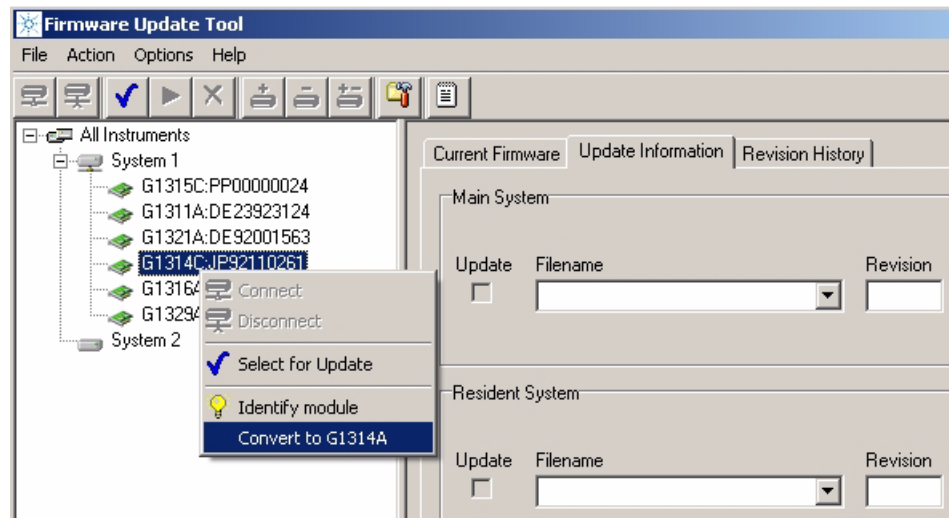 Firmware Update Tool
File Action Options Help
All Instruments
System 1
G1315C:PP00000024
G1311A:DE23923124
G1321A:DE92001563
G1314C:JP92110261
G1316A
G1329A
System 2
Connect
Disconnect
Select for Update
Identify module
Convert to G1314A
Current Firmware Update Information Revision History
Main System
Update Filename Revision
Resident System
Update Filename Revision